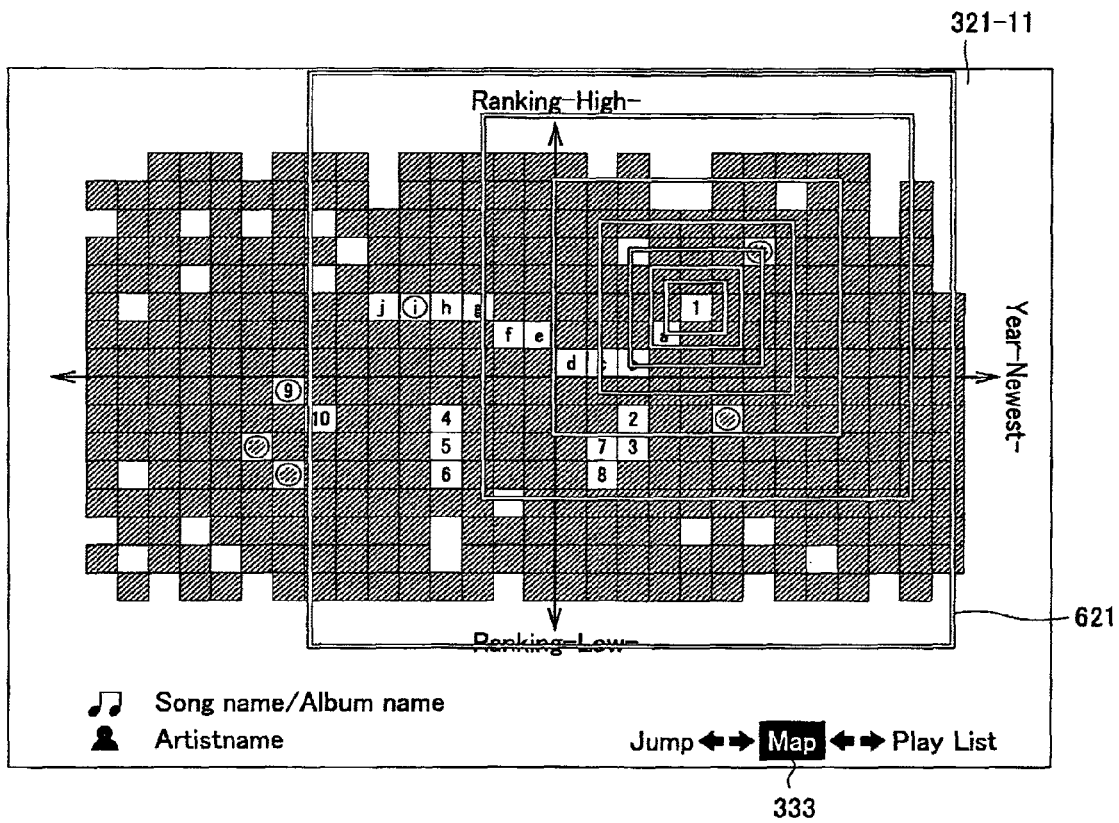 321-11
Ranking-High-
1
j i h g
a
f e
d c
Year-Newest-
9
10 4 2
5 7 3
6 8
Ranking-Low-
621
Song name/Album name
Artistname
Jump Map Play List
333